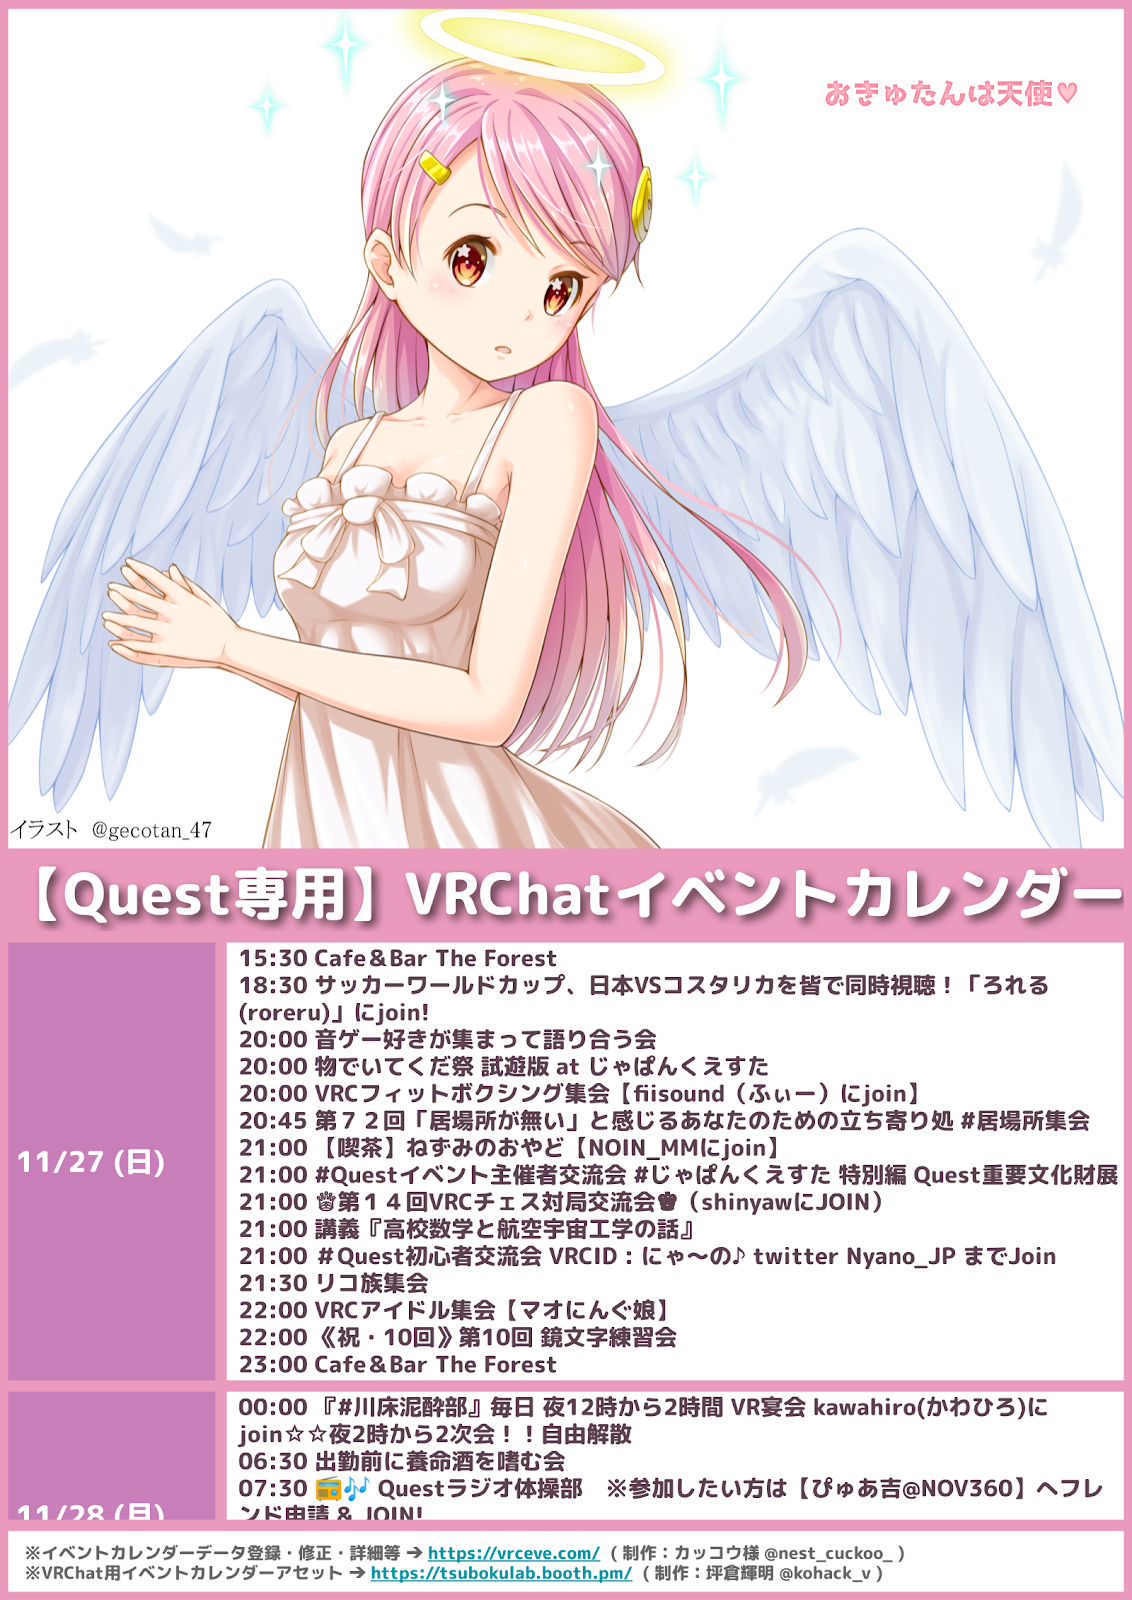 おきゅたんは天使♥
イラスト @gecotan_47
【Quest専用】VRChatイベントカレンダー
11/27 (日)
15:30 Cafe＆Bar The Forest
18:30 サッカーワールドカップ、日本VSコスタリカを皆で同時視聴！「ろれる
(roreru)」にjoin!
20:00 音ゲー好きが集まって語り合う会
20:00 物でいてくだ祭 試遊版 at じゃぱんくえすた
20:00 VRCフィットボクシング集会【fiisound（ふぃー）にjoin】
20:45 第７２回「居場所が無い」と感じるあなたのための立ち寄り処 #居場所集会
21:00 【喫茶】ねずみのおやど【NOIN_MMにjoin】
21:00 #Questイベント主催者交流会 #じゃぱんくえすた 特別編 Quest重要文化財展
21:00 ♕第１４回VRCチェス対局交流会♚（shinyawにJOIN）
21:00 講義『高校数学と航空宇宙工学の話』
21:00 ＃Quest初心者交流会 VRCID：にゃ～の♪ twitter Nyano_JP までJoin
21:30 リコ族集会
22:00 VRCアイドル集会【マオにんぐ娘】
22:00 《祝・10回》第10回 鏡文字練習会
23:00 Cafe＆Bar The Forest
11/28 (月)
00:00 『#川床泥酔部』毎日 夜12時から2時間 VR宴会 kawahiro(かわひろ)に
join☆☆夜2時から2次会！！自由解散
06:30 出勤前に養命酒を嗜む会
07:30 📻🎶 Questラジオ体操部　※参加したい方は【ぴゅあ吉@NOV360】へフレ
ンド申請 & JOIN!
※イベントカレンダーデータ登録・修正・詳細等 ➔ https://vrceve.com/ （制作：カッコウ様 @nest_cuckoo_）
※VRChat用イベントカレンダーアセット ➔ https://tsubokulab.booth.pm/ （制作：坪倉輝明 @kohack_v）